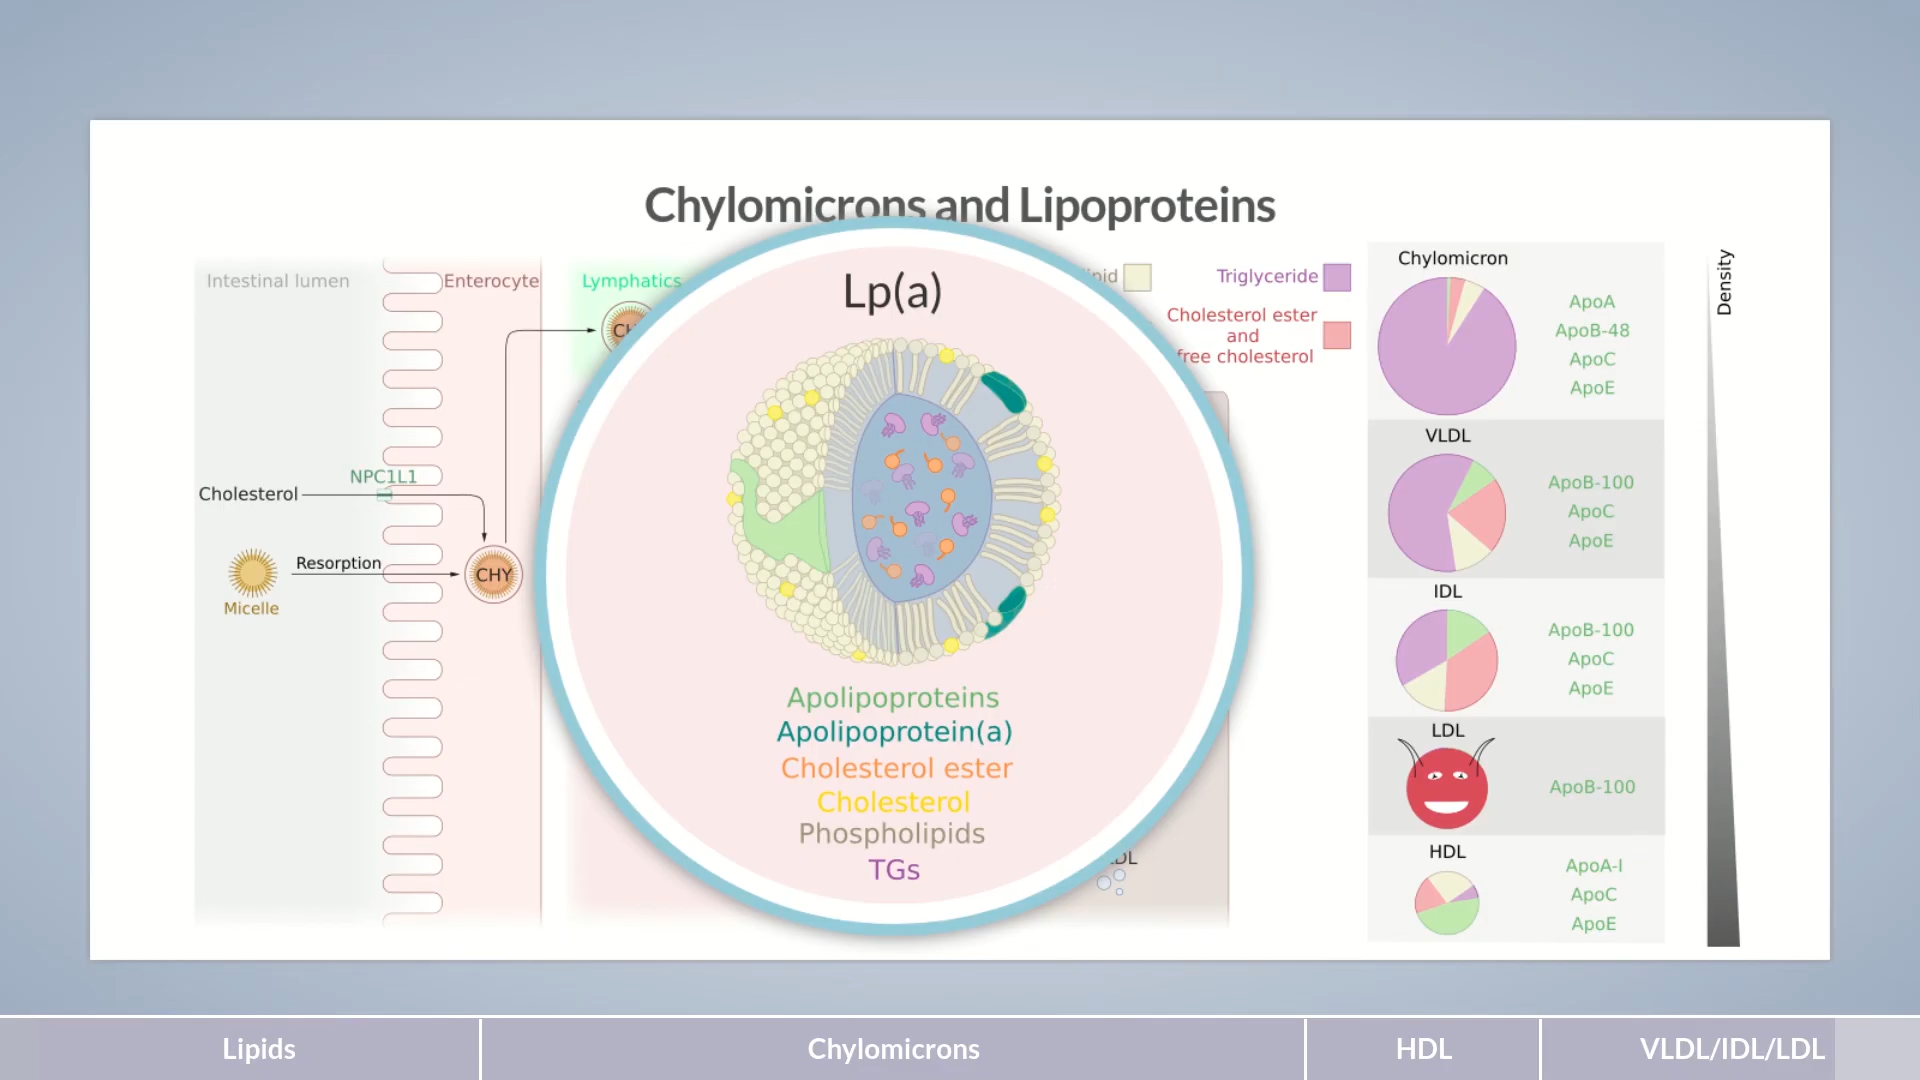 Chylomicrons and Lipoproteins
Intestinal lumen
Enterocyte
Lymphatics
NPC1L1
Cholesterol
Resorption
Micelle
CHY
Lp(a)
Apolipoproteins
Apolipoprotein(a)
Cholesterol ester
Cholesterol
Phospholipids
TGs
Triglyceride
Cholesterol ester
and
free cholesterol
Chylomicron
ApoA
ApoB-48
ApoC
ApoE
VLDL
ApoB-100
ApoC
ApoE
IDL
ApoB-100
ApoC
ApoE
LDL
ApoB-100
HDL
ApoA-I
ApoC
ApoE
Density
Lipids
Chylomicrons
HDL
VLDL/IDL/LDL